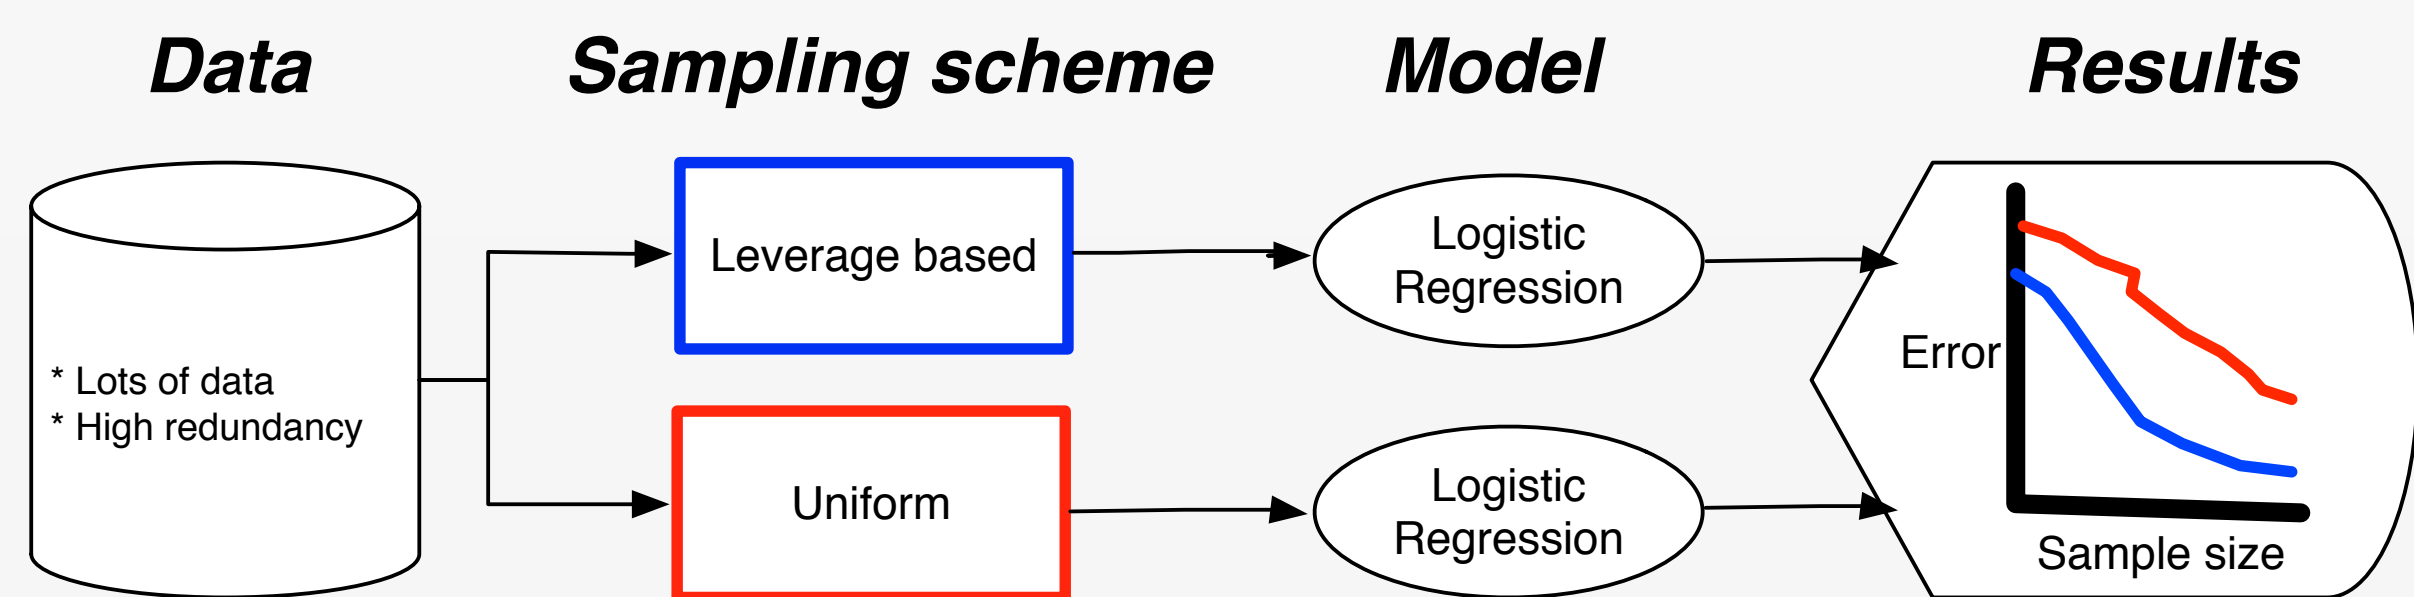 Data
Sampling scheme
Model
Results
Leverage based
Logistic
Regression
Error
* Lots of data
* High redundancy
Uniform
Logistic
Regression
Sample size